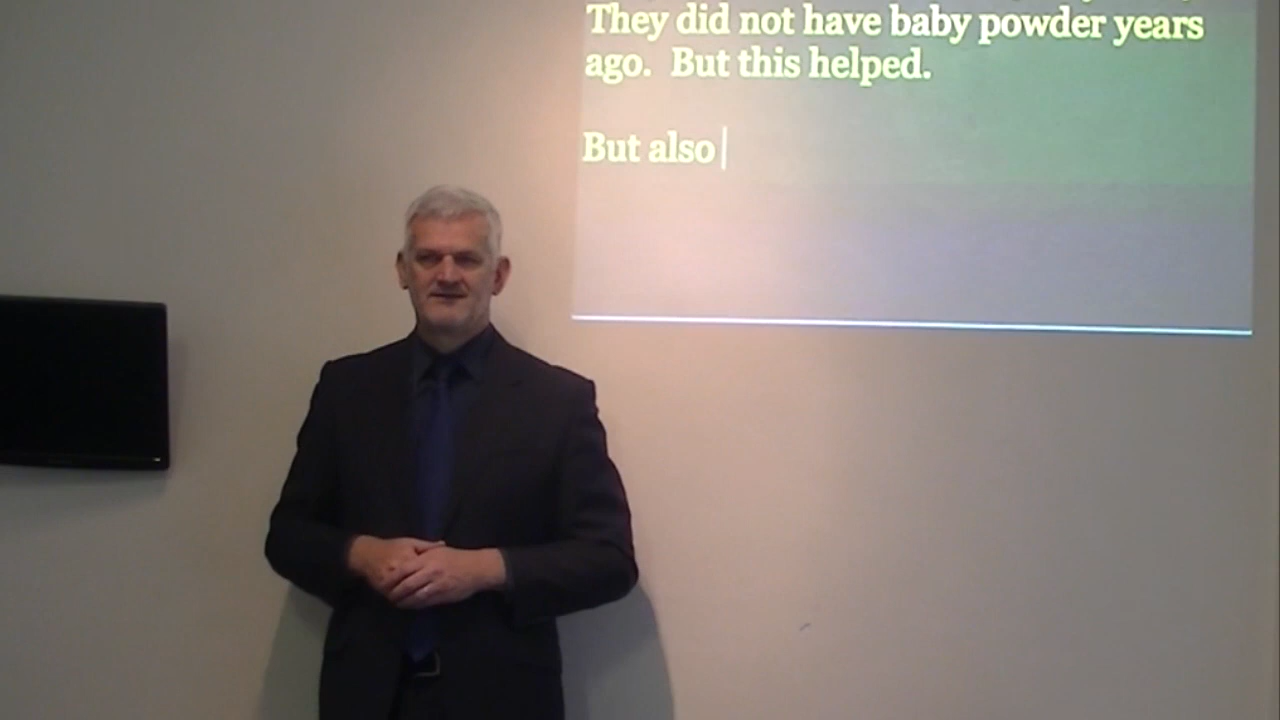 They did not have baby powder years
ago.  But this helped.
But also